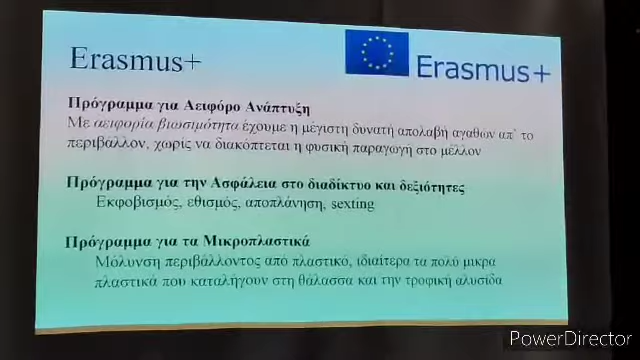 Erasmus+
Erasmus+
Πρόγραμμα για Αειφόρο Ανάπτυξη
Με αειφορία βιωσιμότητα έχουμε η μέγιστη δυνατή απολαβή αγαθών απ΄ το
περιβάλλον, χωρίς να διακόπτεται η φυσική παραγωγή στο μέλλον
Πρόγραμμα για την Ασφάλεια στο διαδίκτυο και δεξιότητες
Εκφοβισμός, εθισμός, αποπλάνηση, sexting
Πρόγραμμα για τα Μικροπλαστικά
Μόλυνση περιβάλλοντος από πλαστικό, ιδιαίτερα τα πολύ μικρα
πλαστικά που καταλήγουν στη θάλασσα και την τροφική αλυσίδα
PowerDirector